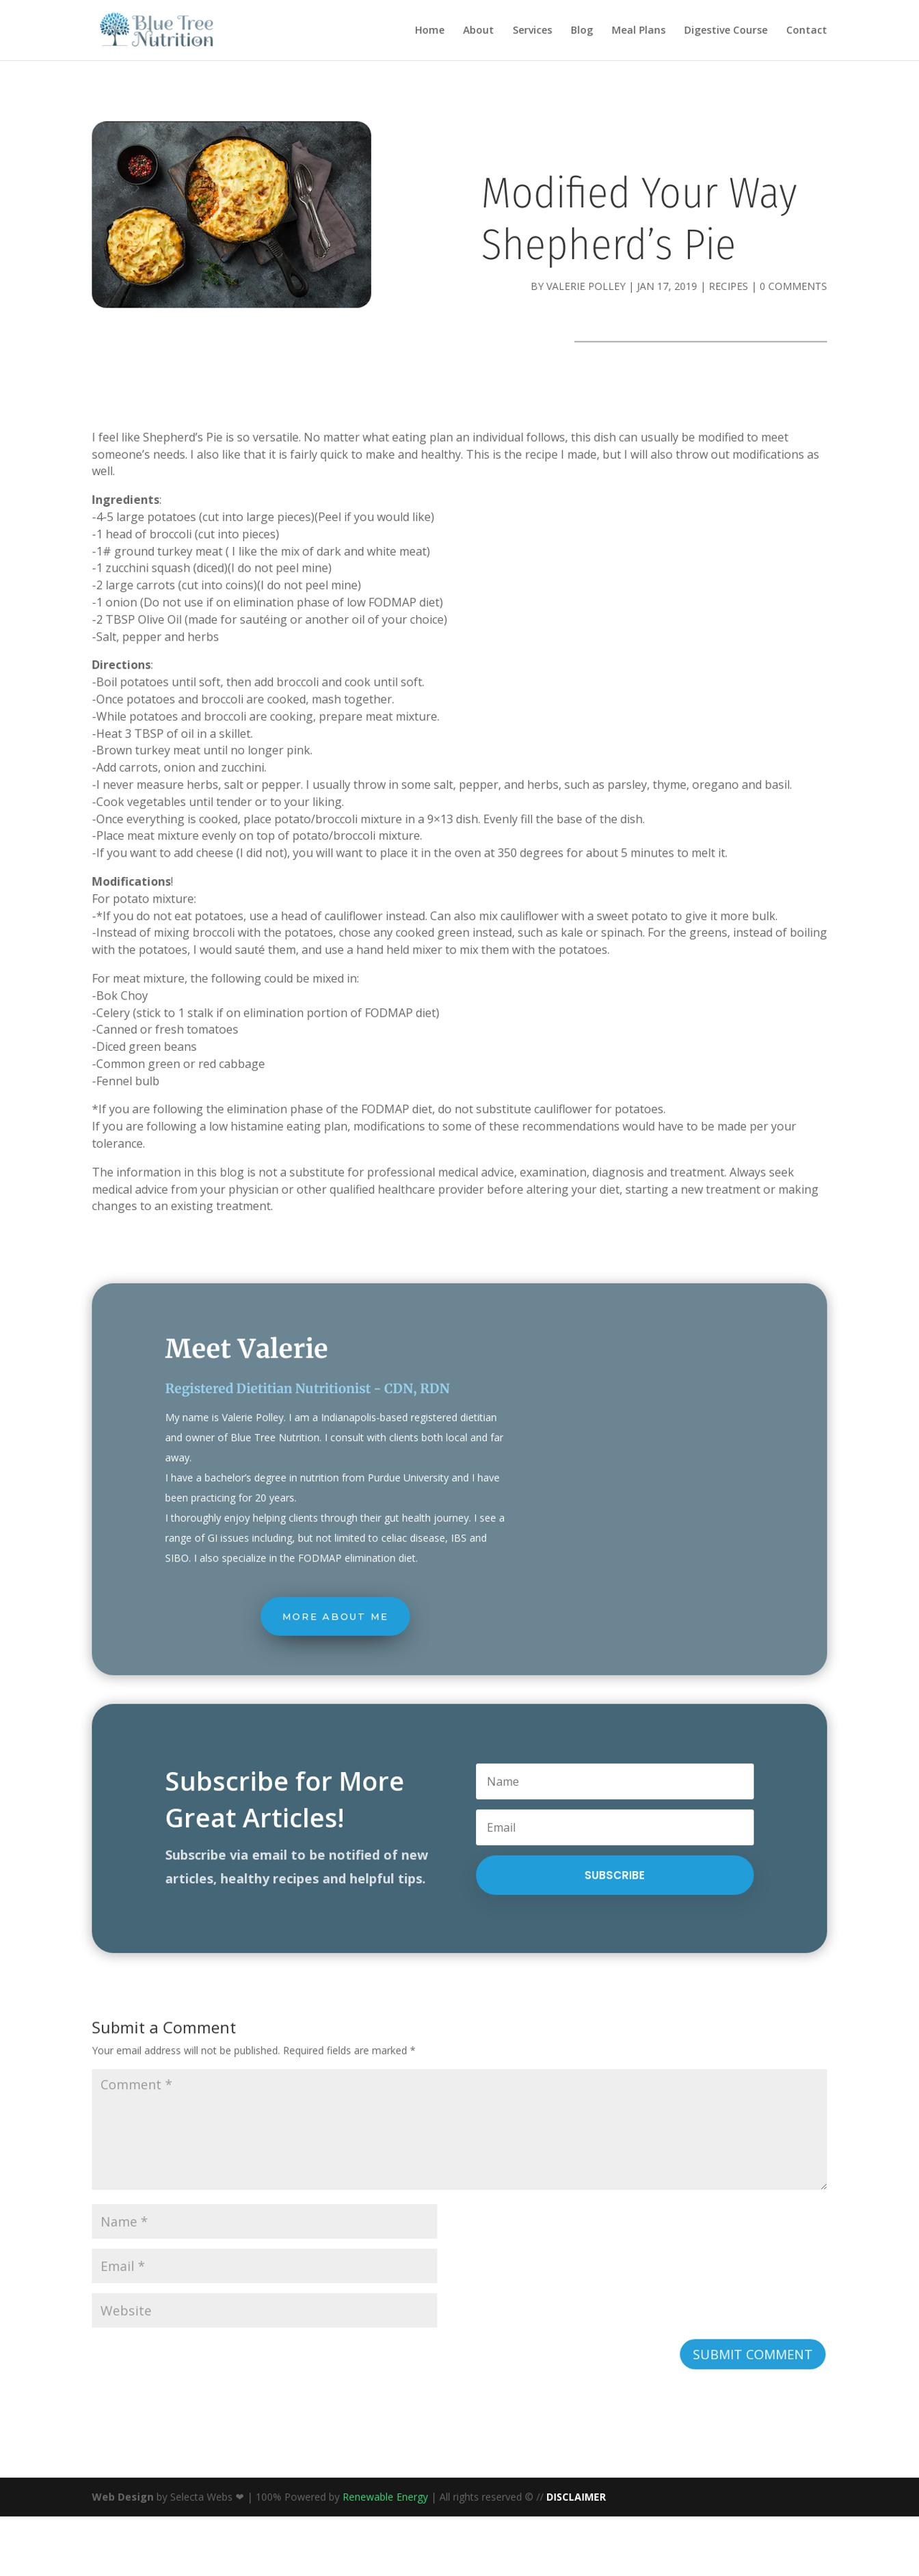 Blue Tree
Nutrition
Home About Services Blog Meal Plans Digestive Course Contact
Modified Your Way
Shepherd’s Pie
BY VALERIE POLLEY | JAN 17, 2019 | RECIPES | 0 COMMENTS
I feel like Shepherd’s Pie is so versatile. No matter what eating plan an individual follows, this dish can usually be modified to meet
someone’s needs. I also like that it is fairly quick to make and healthy. This is the recipe I made, but I will also throw out modifications as
well.
Ingredients:
-4-5 large potatoes (cut into large pieces)(Peel if you would like)
-1 head of broccoli (cut into pieces)
-1# ground turkey meat ( I like the mix of dark and white meat)
-1 zucchini squash (diced)(I do not peel mine)
-2 large carrots (cut into coins)(I do not peel mine)
-1 onion (Do not use if on elimination phase of low FODMAP diet)
-2 TBSP Olive Oil (made for sautéing or another oil of your choice)
-Salt, pepper and herbs
Directions:
-Boil potatoes until soft, then add broccoli and cook until soft.
-Once potatoes and broccoli are cooked, mash together.
-While potatoes and broccoli are cooking, prepare meat mixture.
-Heat 3 TBSP of oil in a skillet.
-Brown turkey meat until no longer pink.
-Add carrots, onion and zucchini.
-I never measure herbs, salt or pepper. I usually throw in some salt, pepper, and herbs, such as parsley, thyme, oregano and basil.
-Cook vegetables until tender or to your liking.
-Once everything is cooked, place potato/broccoli mixture in a 9×13 dish. Evenly fill the base of the dish.
-Place meat mixture evenly on top of potato/broccoli mixture.
-If you want to add cheese (I did not), you will want to place it in the oven at 350 degrees for about 5 minutes to melt it.
Modifications!
For potato mixture:
-*If you do not eat potatoes, use a head of cauliflower instead. Can also mix cauliflower with a sweet potato to give it more bulk.
-Instead of mixing broccoli with the potatoes, chose any cooked green instead, such as kale or spinach. For the greens, instead of boiling
with the potatoes, I would sauté them, and use a hand held mixer to mix them with the potatoes.
For meat mixture, the following could be mixed in:
-Bok Choy
-Celery (stick to 1 stalk if on elimination portion of FODMAP diet)
-Canned or fresh tomatoes
-Diced green beans
-Common green or red cabbage
-Fennel bulb
*If you are following the elimination phase of the FODMAP diet, do not substitute cauliflower for potatoes.
If you are following a low histamine eating plan, modifications to some of these recommendations would have to be made per your
tolerance.
The information in this blog is not a substitute for professional medical advice, examination, diagnosis and treatment. Always seek
medical advice from your physician or other qualified healthcare provider before altering your diet, starting a new treatment or making
changes to an existing treatment.
Meet Valerie
Registered Dietitian Nutritionist - CDN, RDN
My name is Valerie Polley. I am a Indianapolis-based registered dietitian
and owner of Blue Tree Nutrition. I consult with clients both local and far
away.
I have a bachelor’s degree in nutrition from Purdue University and I have
been practicing for 20 years.
I thoroughly enjoy helping clients through their gut health journey. I see a
range of GI issues including, but not limited to celiac disease, IBS and
SIBO. I also specialize in the FODMAP elimination diet.
MORE ABOUT ME
Subscribe for More
Great Articles!
Subscribe via email to be notified of new
articles, healthy recipes and helpful tips.
Name
Email
SUBSCRIBE
Submit a Comment
Your email address will not be published. Required fields are marked *
Comment *
Name *
Email *
Website
SUBMIT COMMENT
Web Design by Selecta Webs ❤ | 100% Powered by Renewable Energy | All rights reserved © // DISCLAIMER